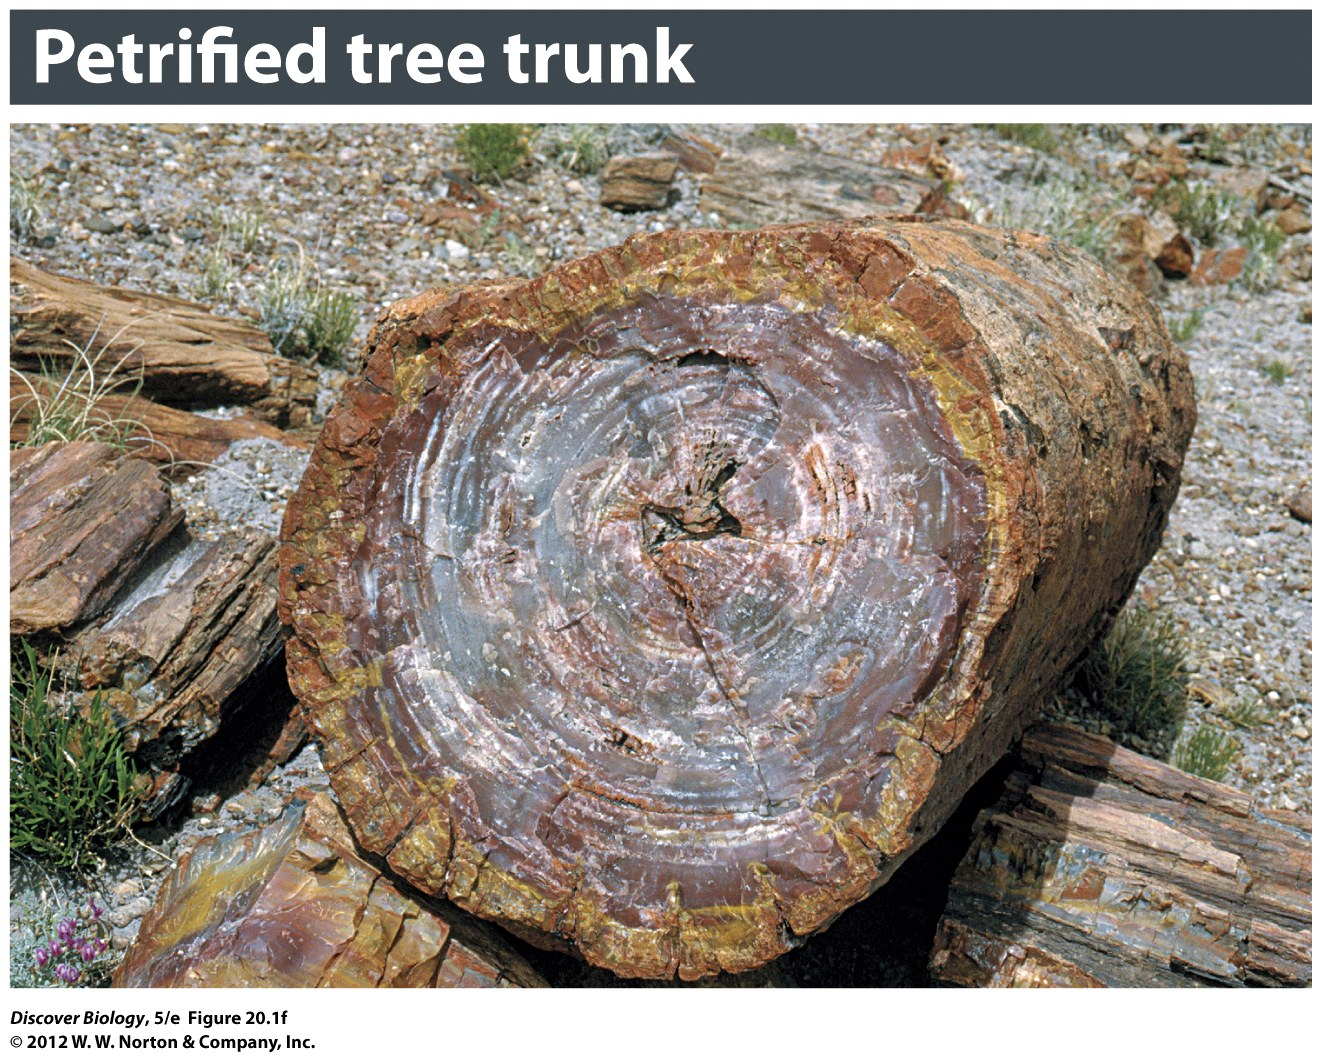 Petrified tree trunk
Discover Biology, 5/e Figure 20.1f
© 2012 W. W. Norton & Company, Inc.